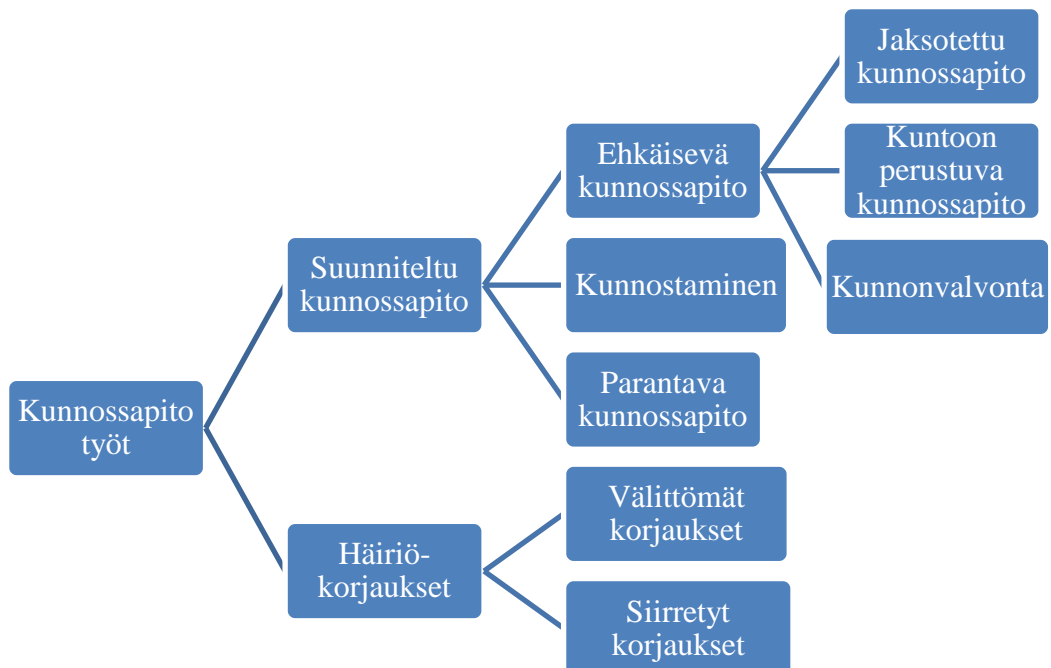 Jaksotettu
kunnossapito
Ehkäisevä
kunnossapito
Kuntoon
perustuva
kunnossapito
Suunniteltu
kunnossapito
Kunnostaminen
Kunnonvalvonta
Parantava
kunnossapito
Kunnossapito
työt
Välittömät
korjaukset
Häiriö-
korjaukset
Siirretyt
korjaukset